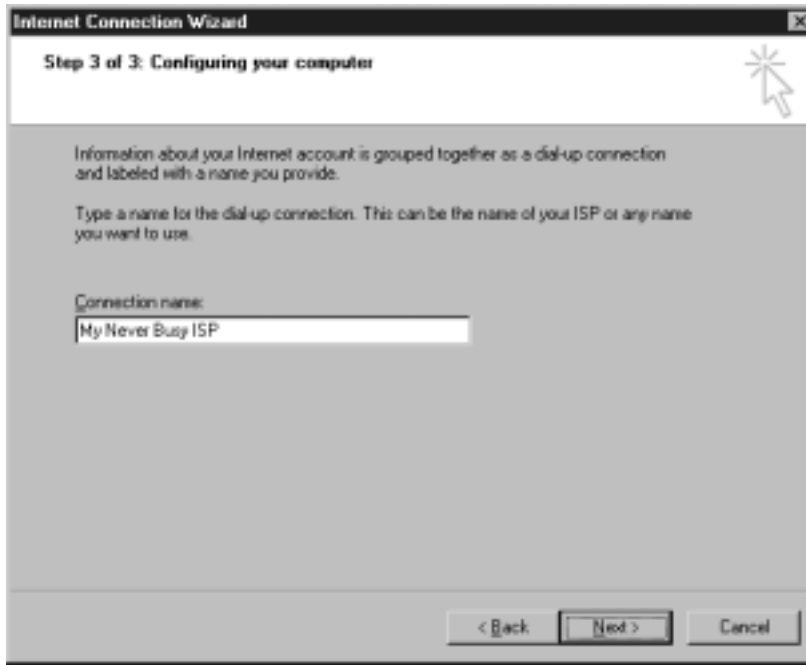 Internet Connection Wizard
Step 3 of 3: Configuring your computer
Information about your Internet account is grouped together as a dial-up connection
and labeled with a name you provide.
Type a name for the dial-up connection. This can be the name of your ISP or any name
you want to use.
Connection name:
My Never Busy ISP
< Back
Next >
Cancel